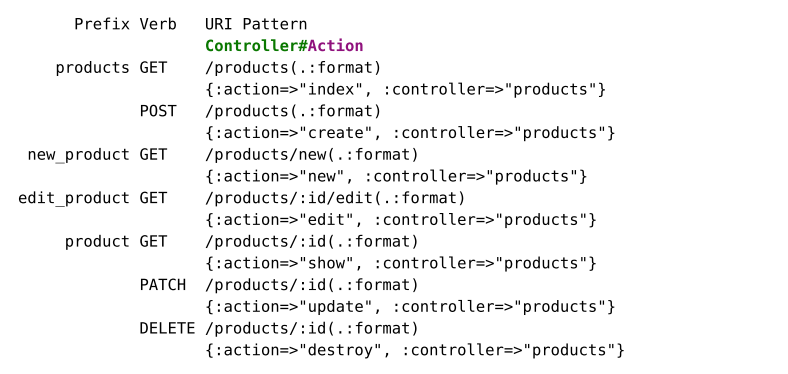 Prefix Verb   URI Pattern
Controller#Action
products GET    /products(.:format)
{:action=>"index", :controller=>"products"}
POST   /products(.:format)
{:action=>"create", :controller=>"products"}
new_product GET    /products/new(.:format)
{:action=>"new", :controller=>"products"}
edit_product GET    /products/:id/edit(.:format)
{:action=>"edit", :controller=>"products"}
product GET    /products/:id(.:format)
{:action=>"show", :controller=>"products"}
PATCH  /products/:id(.:format)
{:action=>"update", :controller=>"products"}
DELETE /products/:id(.:format)
{:action=>"destroy", :controller=>"products"}